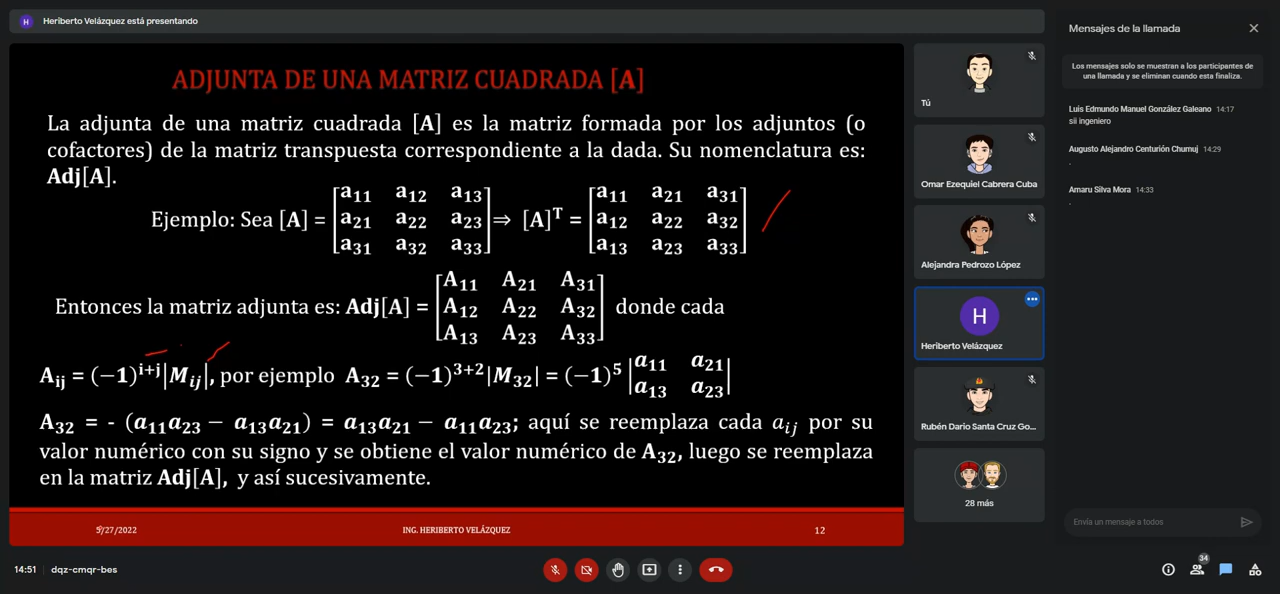 H Heriberto Velázquez está presentando
ADJUNTA DE UNA MATRIZ CUADRADA [A]
La adjunta de una matriz cuadrada [A] es la matriz formada por los adjuntos (o
cofactores) de la matriz transpuesta correspondiente a la dada. Su nomenclatura es:
Adj[A].
Ejemplo: Sea [A] = [a₁₁ a₁₂ a₁₃; a₂₁ a₂₂ a₂₃; a₃₁ a₃₂ a₃₃] ⇒ [A]ᵀ = [a₁₁ a₂₁ a₃₁; a₁₂ a₂₂ a₃₂; a₁₃ a₂₃ a₃₃]
Entonces la matriz adjunta es: Adj[A] = [A₁₁ A₂₁ A₃₁; A₁₂ A₂₂ A₃₂; A₁₃ A₂₃ A₃₃] donde cada
Aᵢⱼ = (−1)ⁱ⁺ʲ|Mᵢⱼ|, por ejemplo A₃₂ = (−1)³⁺²|M₃₂| = (−1)⁵ |a₁₁ a₂₁; a₁₃ a₂₃|
A₃₂ = - (a₁₁a₂₃ − a₁₃a₂₁) = a₁₃a₂₁ − a₁₁a₂₃; aquí se reemplaza cada aᵢⱼ por su
valor numérico con su signo y se obtiene el valor numérico de A₃₂, luego se reemplaza
en la matriz Adj[A], y así sucesivamente.
5/27/2022 ING. HERIBERTO VELÁZQUEZ 12
Tú
Omar Ezequiel Cabrera Cuba
Alejandra Pedrozo López
H
Heriberto Velázquez
Rubén Dario Santa Cruz Go...
28 más
Mensajes de la llamada
Los mensajes solo se muestran a los participantes de
una llamada y se eliminan cuando esta finaliza.
Luis Edmundo Manuel González Galeano 14:17
sii ingeniero
Augusto Alejandro Centurión Chumuj 14:29
.
Amaru Silva Mora 14:33
.
Envía un mensaje a todos
14:51 | dqz-cmqr-bes
34